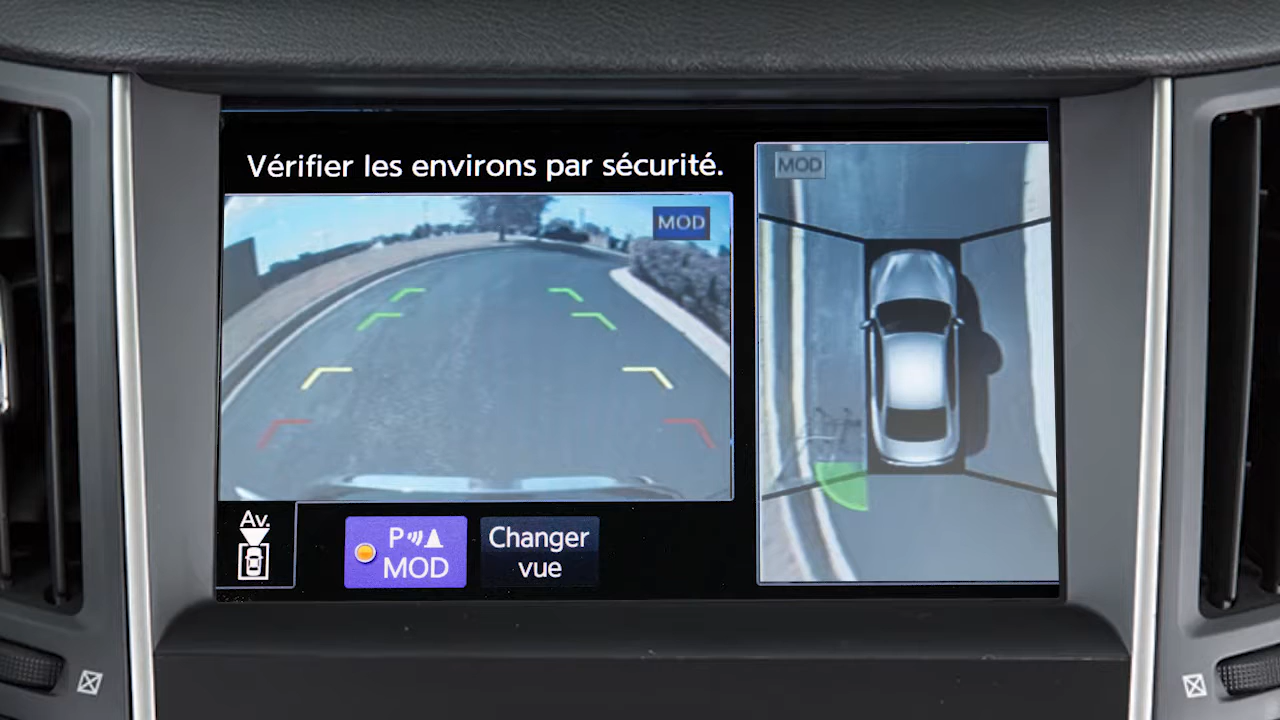 Vérifier les environs par sécurité.
MOD
MOD
Av.
P
MOD
Changer
vue